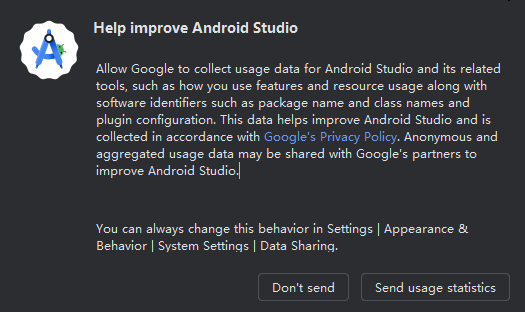 Help improve Android Studio
Allow Google to collect usage data for Android Studio and its related
tools, such as how you use features and resource usage along with
software identifiers such as package name and class names and
plugin configuration. This data helps improve Android Studio and is
collected in accordance with Google's Privacy Policy. Anonymous and
aggregated usage data may be shared with Google's partners to
improve Android Studio.
You can always change this behavior in Settings | Appearance &
Behavior | System Settings | Data Sharing.
Don't send
Send usage statistics